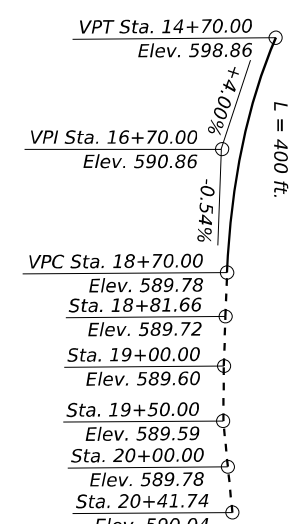 VPT Sta. 14+70.00
Elev. 598.86
+4.00%
L = 400 ft.
VPI Sta. 16+70.00
Elev. 590.86
-0.54%
VPC Sta. 18+70.00
Elev. 589.78
Sta. 18+81.66
Elev. 589.72
Sta. 19+00.00
Elev. 589.60
Sta. 19+50.00
Elev. 589.59
Sta. 20+00.00
Elev. 589.78
Sta. 20+41.74
Elev. 590.04